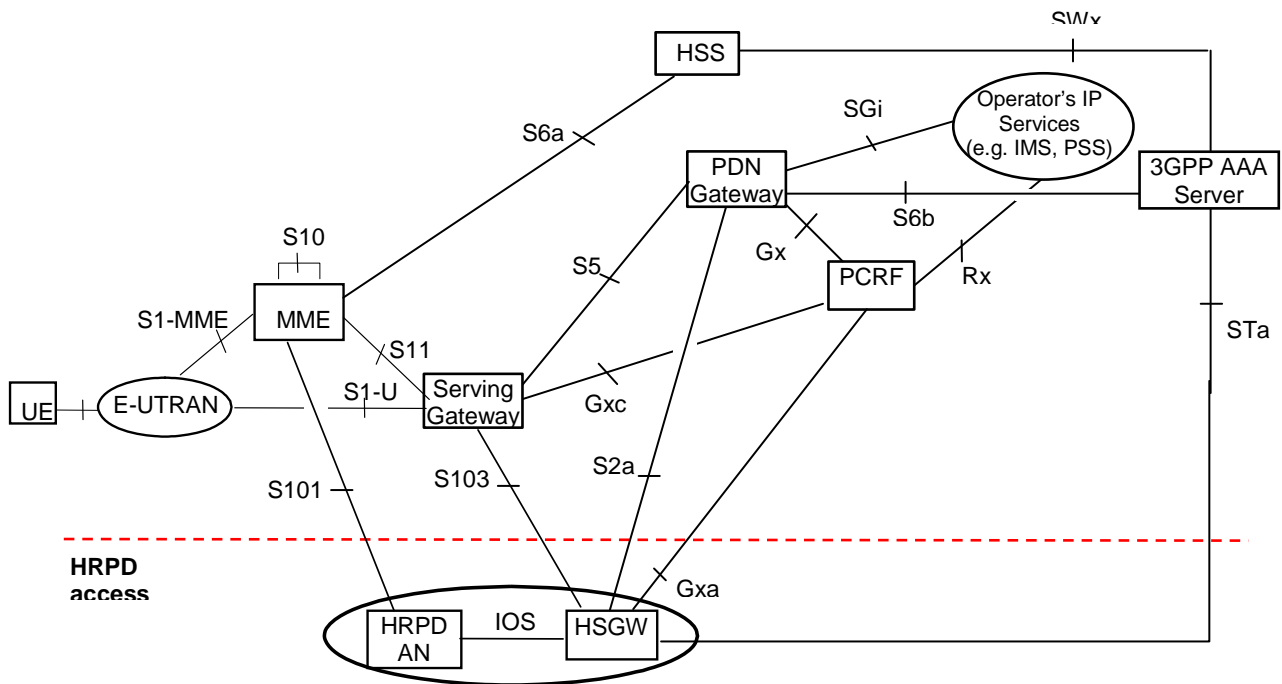 SWx
HSS
Operator's IP
Services
(e.g. IMS, PSS)
SGi
S6a
PDN
Gateway
3GPP AAA
Server
S6b
S10
Gx
S5
PCRF
Rx
S1-MME
MME
STa
S11
S1-U
Serving
Gateway
Gxc
UE
E-UTRAN
S101
S103
S2a
HRPD
access
Gxa
IOS
HRPD
AN
HSGW